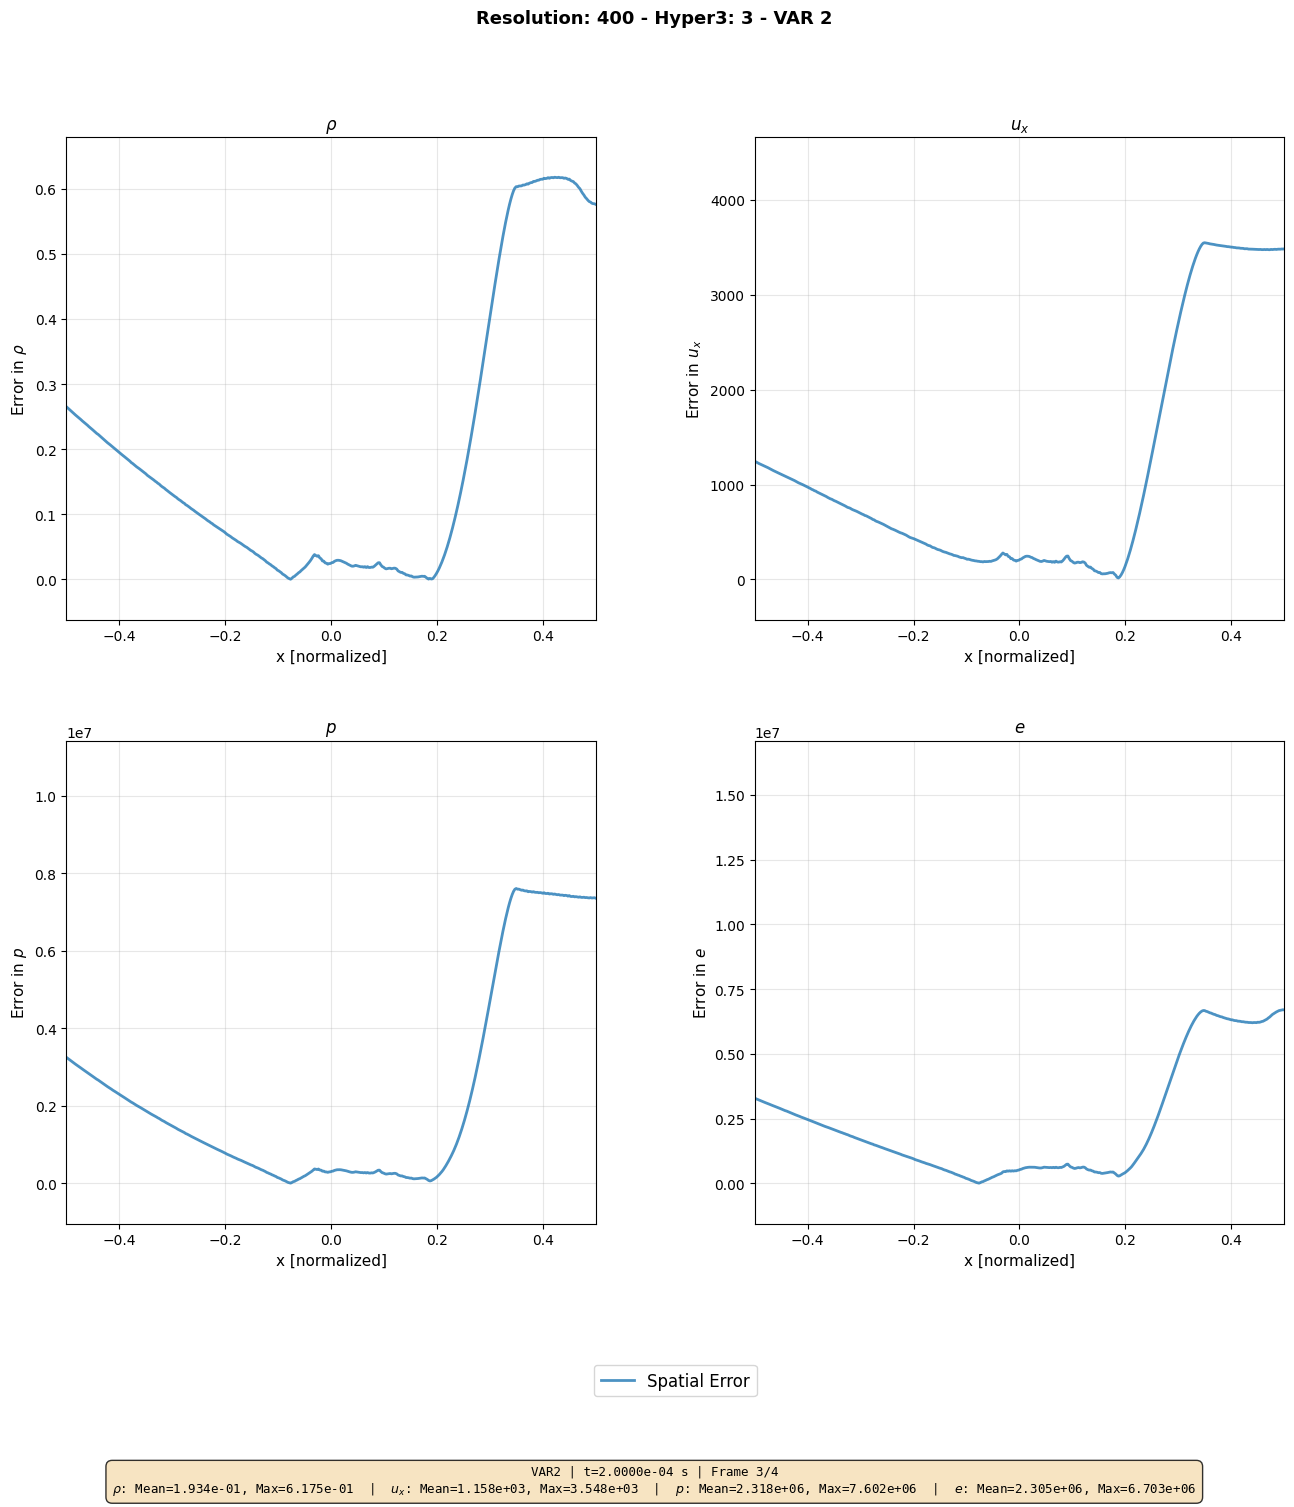 Resolution: 400 - Hyper3: 3 - VAR 2
ρ
Error in ρ
0.6
0.5
0.4
0.3
0.2
0.1
0.0
−0.4 −0.2 0.0 0.2 0.4
x [normalized]
u_x
Error in u_x
4000
3000
2000
1000
0
−0.4 −0.2 0.0 0.2 0.4
x [normalized]
p
1e7
Error in p
1.0
0.8
0.6
0.4
0.2
0.0
−0.4 −0.2 0.0 0.2 0.4
x [normalized]
e
1e7
Error in e
1.50
1.25
1.00
0.75
0.50
0.25
0.00
−0.4 −0.2 0.0 0.2 0.4
x [normalized]
Spatial Error
VAR2 | t=2.0000e-04 s | Frame 3/4
ρ: Mean=1.934e-01, Max=6.175e-01 | u_x: Mean=1.158e+03, Max=3.548e+03 | p: Mean=2.318e+06, Max=7.602e+06 | e: Mean=2.305e+06, Max=6.703e+06